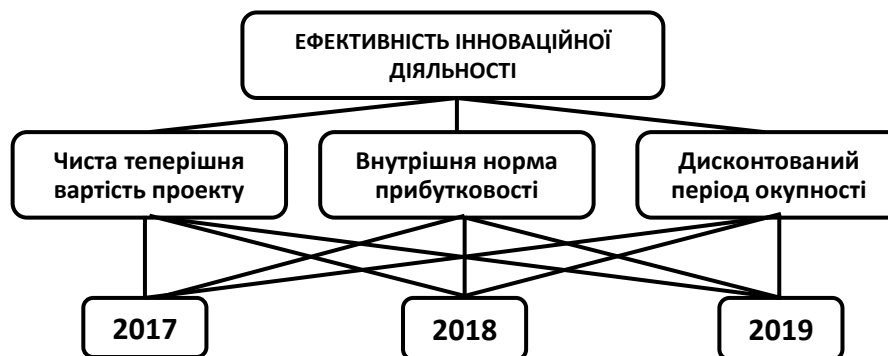 ЕФЕКТИВНІСТЬ ІННОВАЦІЙНОЇ
ДІЯЛЬНОСТІ
Чиста теперішня
вартість проекту
Внутрішня норма
прибутковості
Дисконтований
період окупності
2017
2018
2019